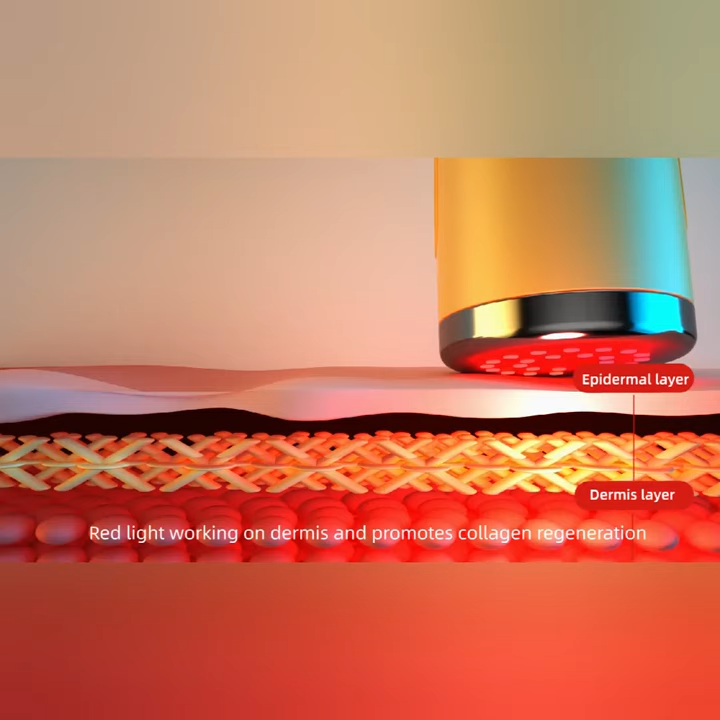 Epidermal layer
Dermis layer
Red light working on dermis and promotes collagen regeneration